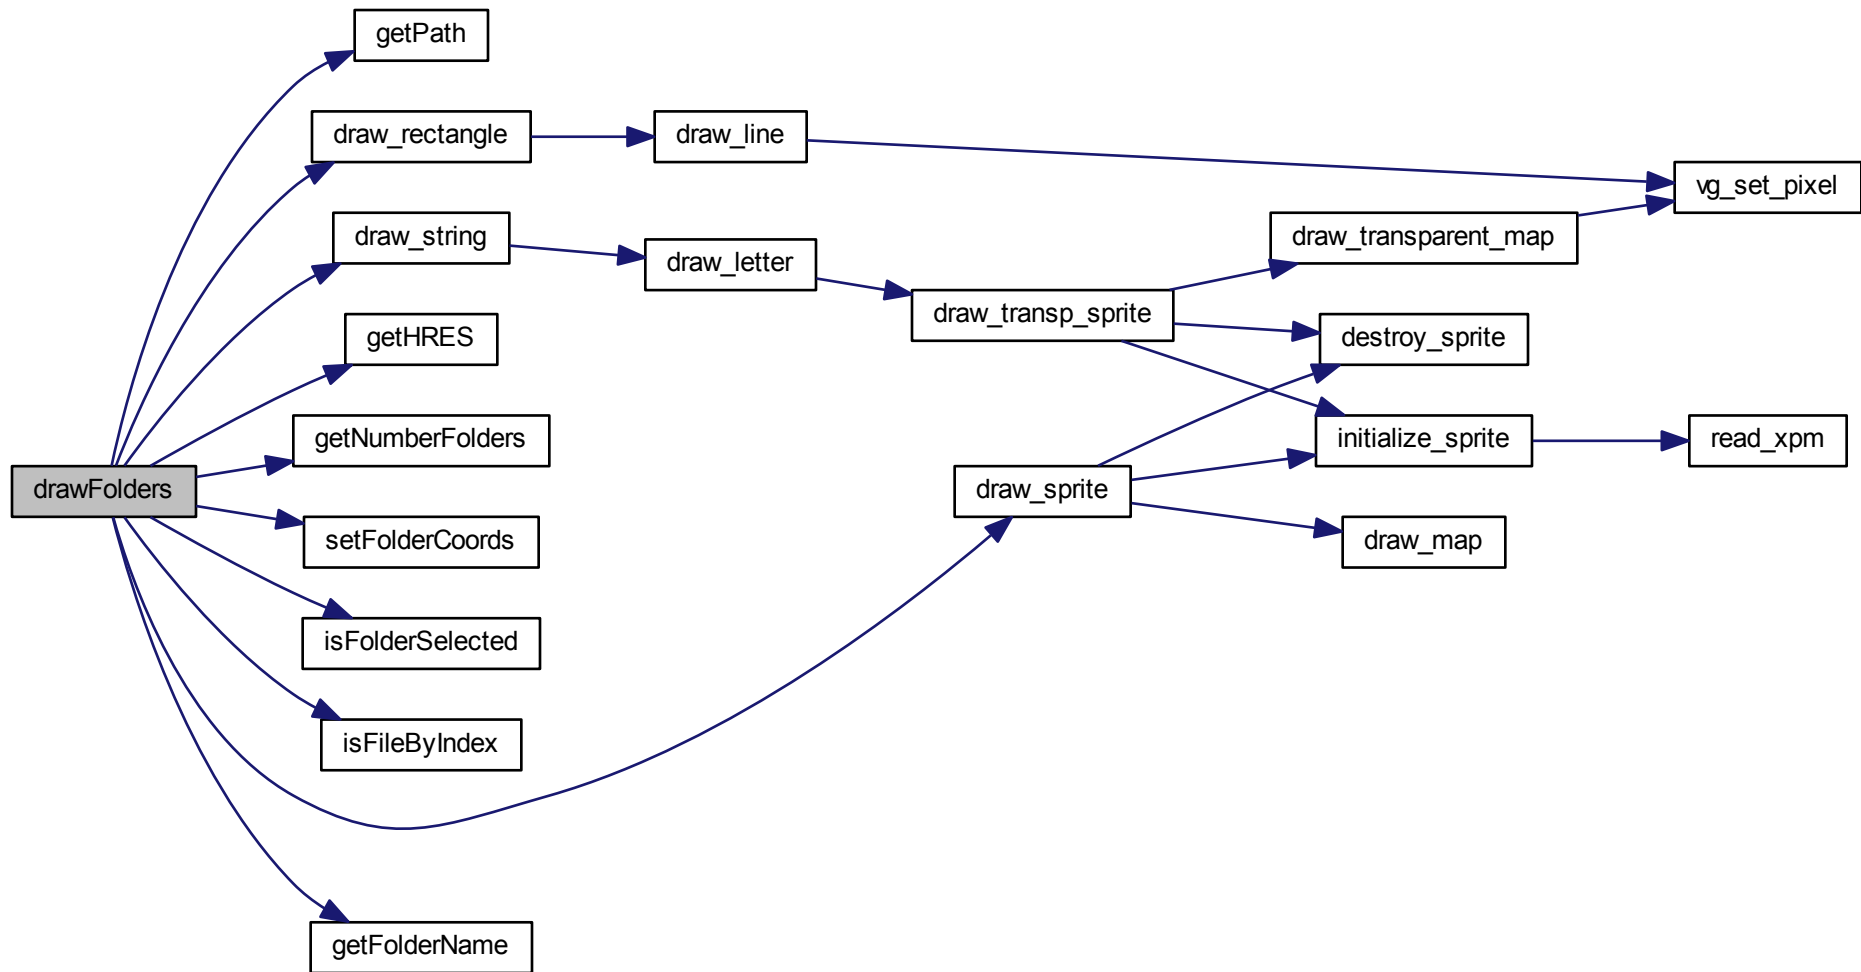 getPath
draw_rectangle
draw_line
vg_set_pixel
draw_string
draw_letter
draw_transparent_map
draw_transp_sprite
getHRES
destroy_sprite
getNumberFolders
initialize_sprite
read_xpm
drawFolders
draw_sprite
setFolderCoords
draw_map
isFolderSelected
isFileByIndex
getFolderName